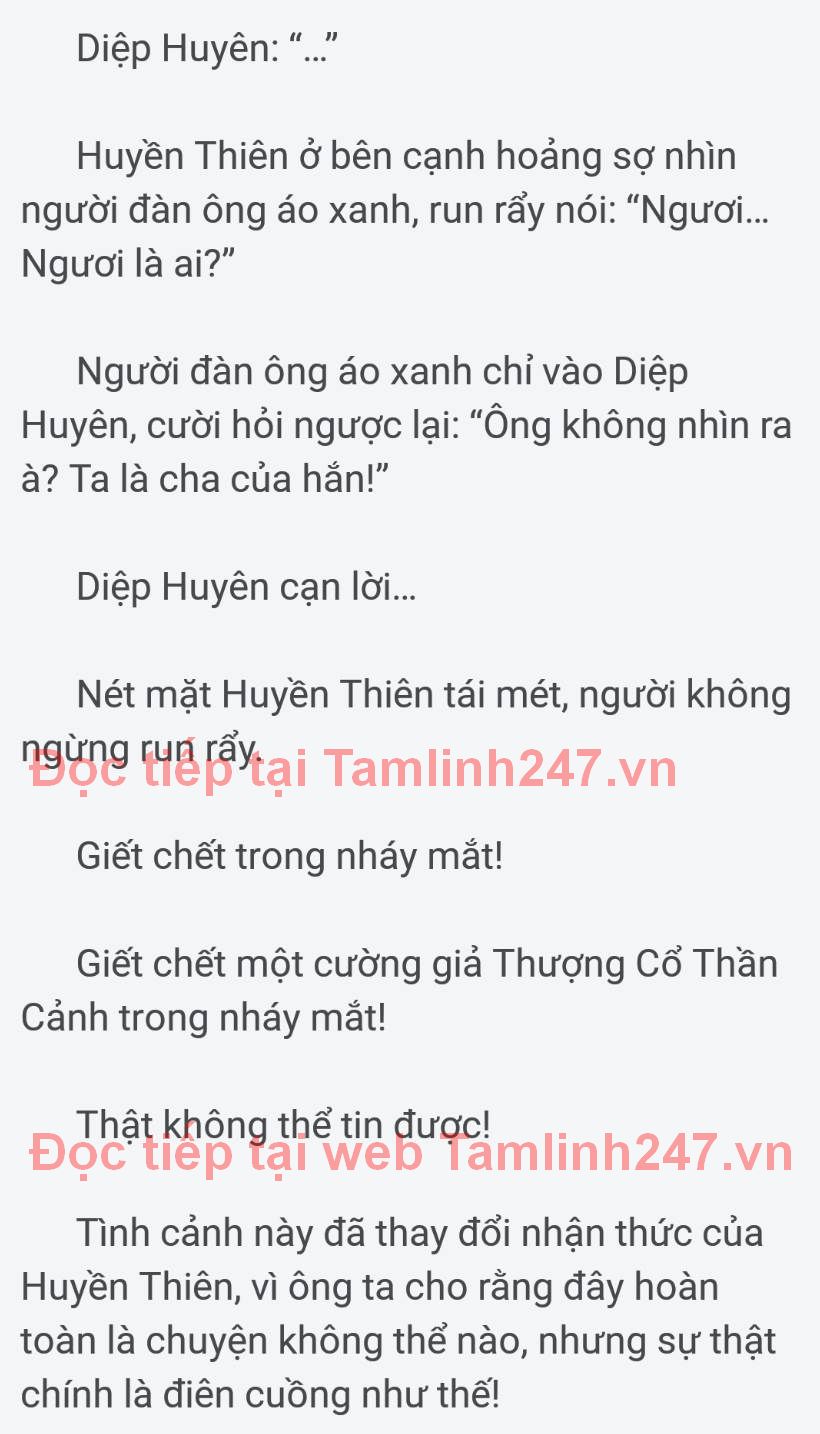 Diệp Huyên: “...”
Huyền Thiên ở bên cạnh hoảng sợ nhìn
người đàn ông áo xanh, run rẩy nói: “Ngươi...
Ngươi là ai?”
Người đàn ông áo xanh chỉ vào Diệp
Huyên, cười hỏi ngược lại: “Ông không nhìn ra
à? Ta là cha của hắn!”
Diệp Huyên cạn lời...
Nét mặt Huyền Thiên tái mét, người không
ngừng run rẩy.
Đọc tiếp tại Tamlinh247.vn
Giết chết trong nháy mắt!
Giết chết một cường giả Thượng Cổ Thần
Cảnh trong nháy mắt!
Thật không thể tin được!
Đọc tiếp tại web Tamlinh247.vn
Tình cảnh này đã thay đổi nhận thức của
Huyền Thiên, vì ông ta cho rằng đây hoàn
toàn là chuyện không thể nào, nhưng sự thật
chính là điên cuồng như thế!